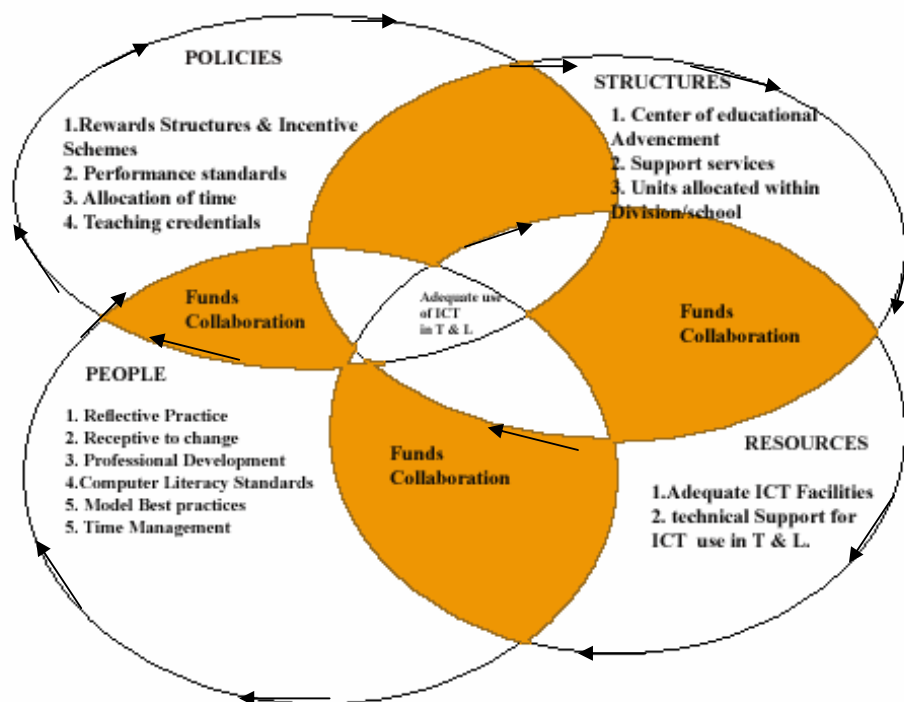 POLICIES
1.Rewards Structures & Incentive
Schemes
2. Performance standards
3. Allocation of time
4. Teaching credentials
STRUCTURES
1. Center of educational
Advencment
2. Support services
3. Units allocated within
Division/school
Funds
Collaboration
Adequate use
of ICT
in T & L
Funds
Collaboration
PEOPLE
1. Reflective Practice
2. Receptive to change
3. Professional Development
4.Computer Literacy Standards
5. Model Best practices
5. Time Management
Funds
Collaboration
RESOURCES
1.Adequate ICT Facilities
2. technical Support for
ICT use in T & L.